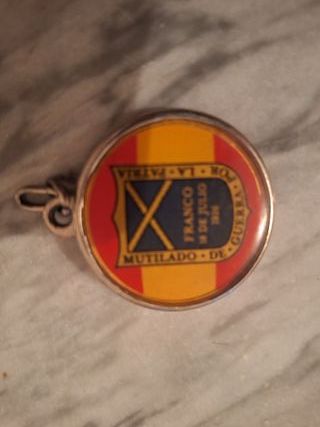 MUTILADO · DE · GUERRA · POR · LA · PATRIA
FRANCO
18 DE JULIO
1936